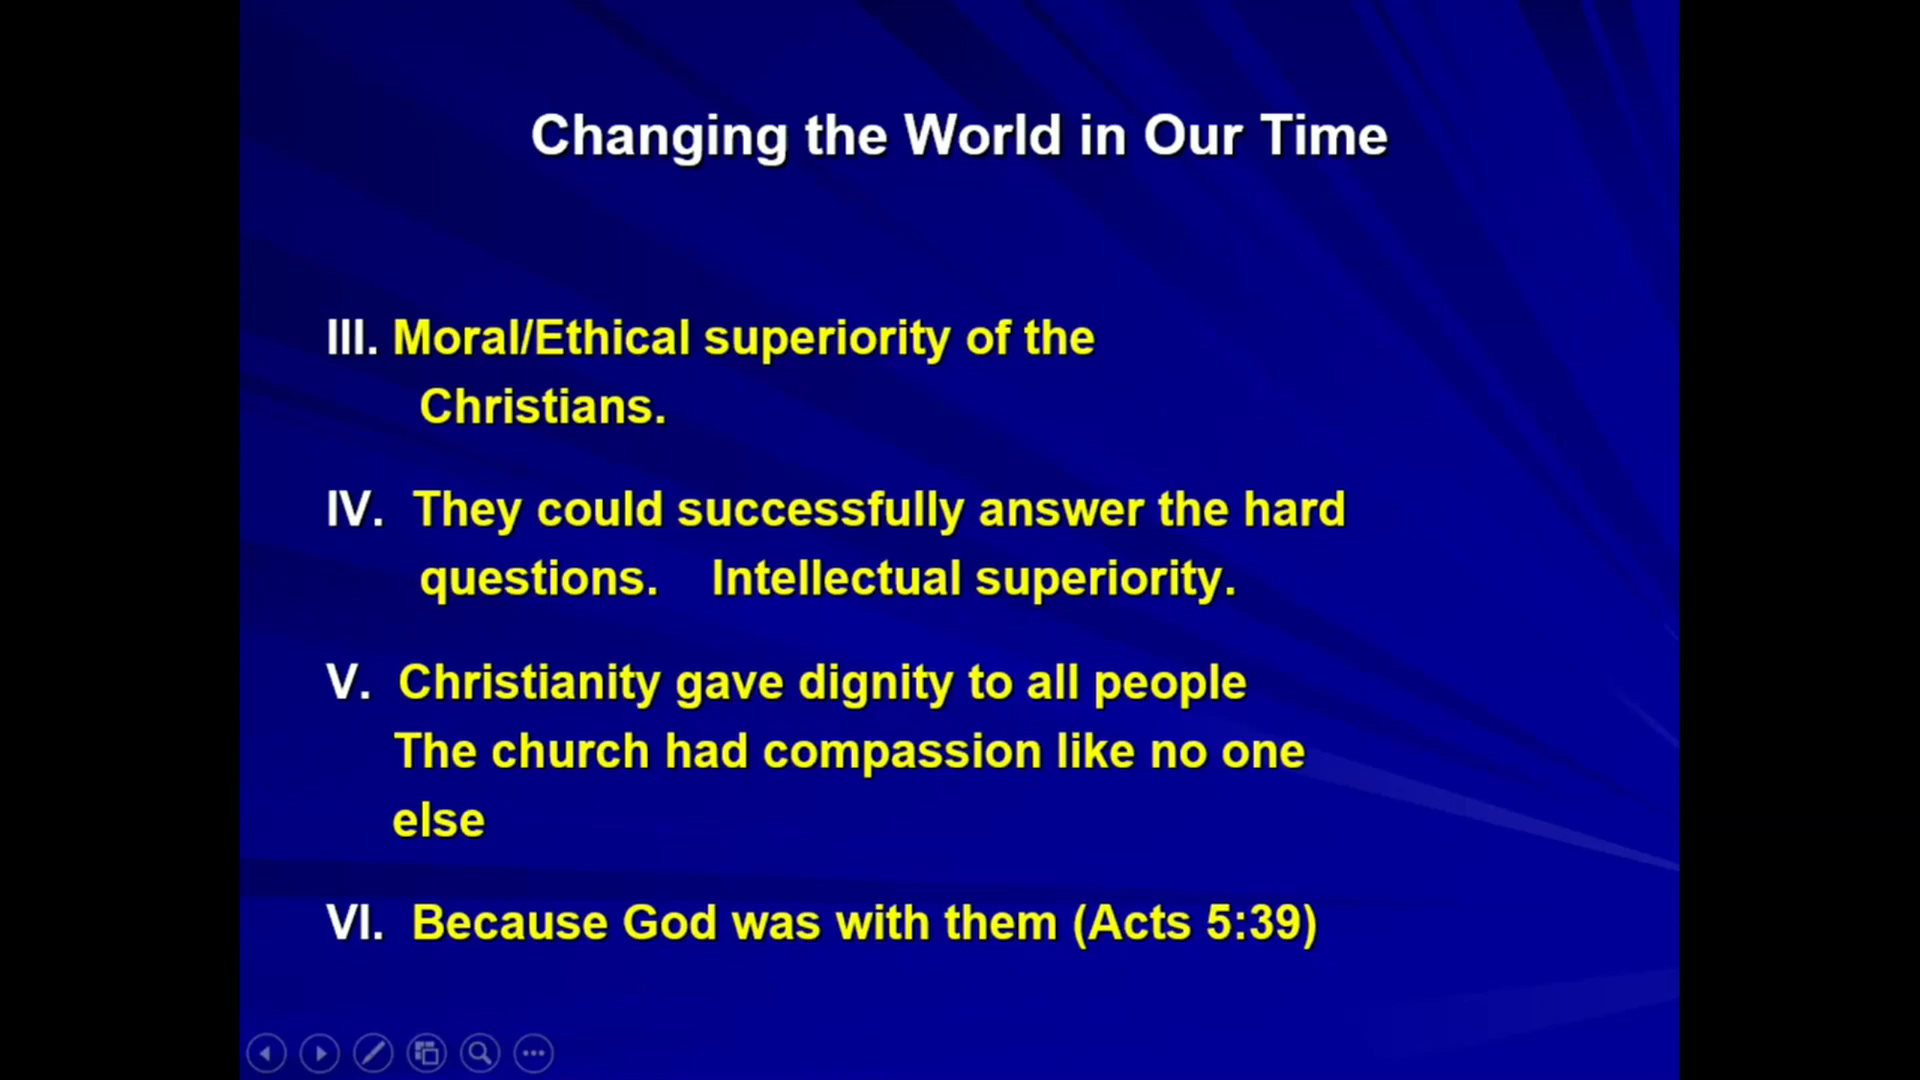 Changing the World in Our Time
III. Moral/Ethical superiority of the
Christians.
IV. They could successfully answer the hard
questions. Intellectual superiority.
V. Christianity gave dignity to all people
The church had compassion like no one
else
VI. Because God was with them (Acts 5:39)